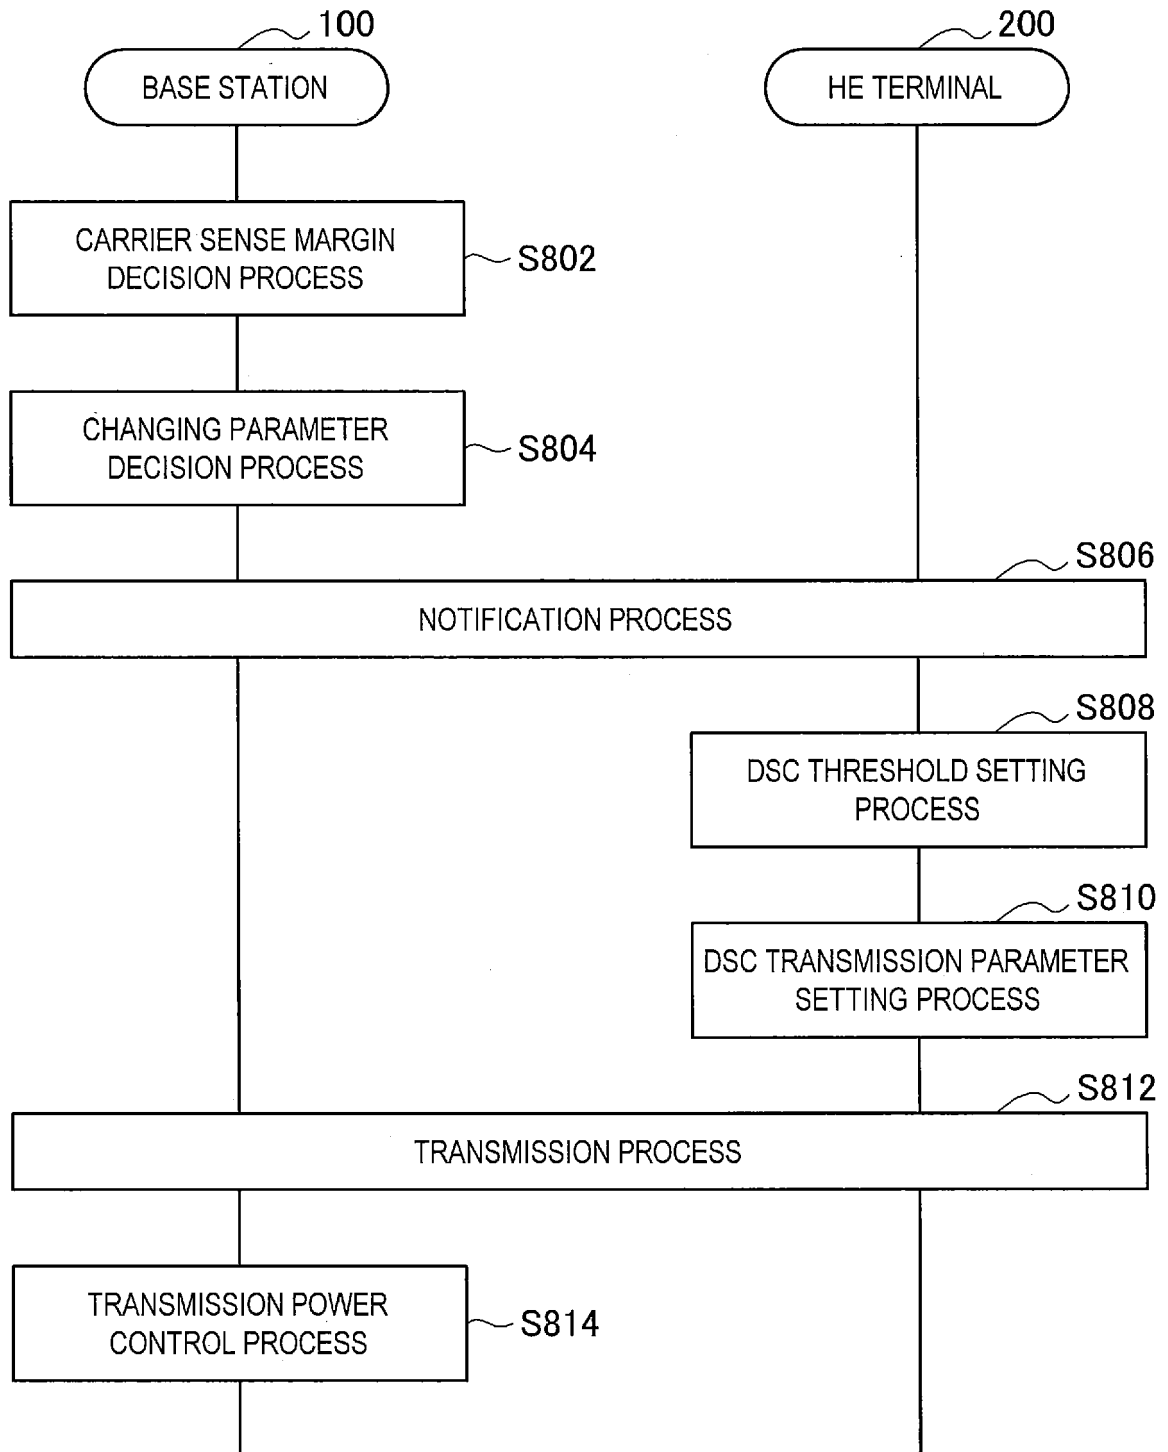 100
200
BASE STATION
HE TERMINAL
CARRIER SENSE MARGIN
DECISION PROCESS
S802
CHANGING PARAMETER
DECISION PROCESS
S804
S806
NOTIFICATION PROCESS
S808
DSC THRESHOLD SETTING
PROCESS
S810
DSC TRANSMISSION PARAMETER
SETTING PROCESS
S812
TRANSMISSION PROCESS
TRANSMISSION POWER
CONTROL PROCESS
S814